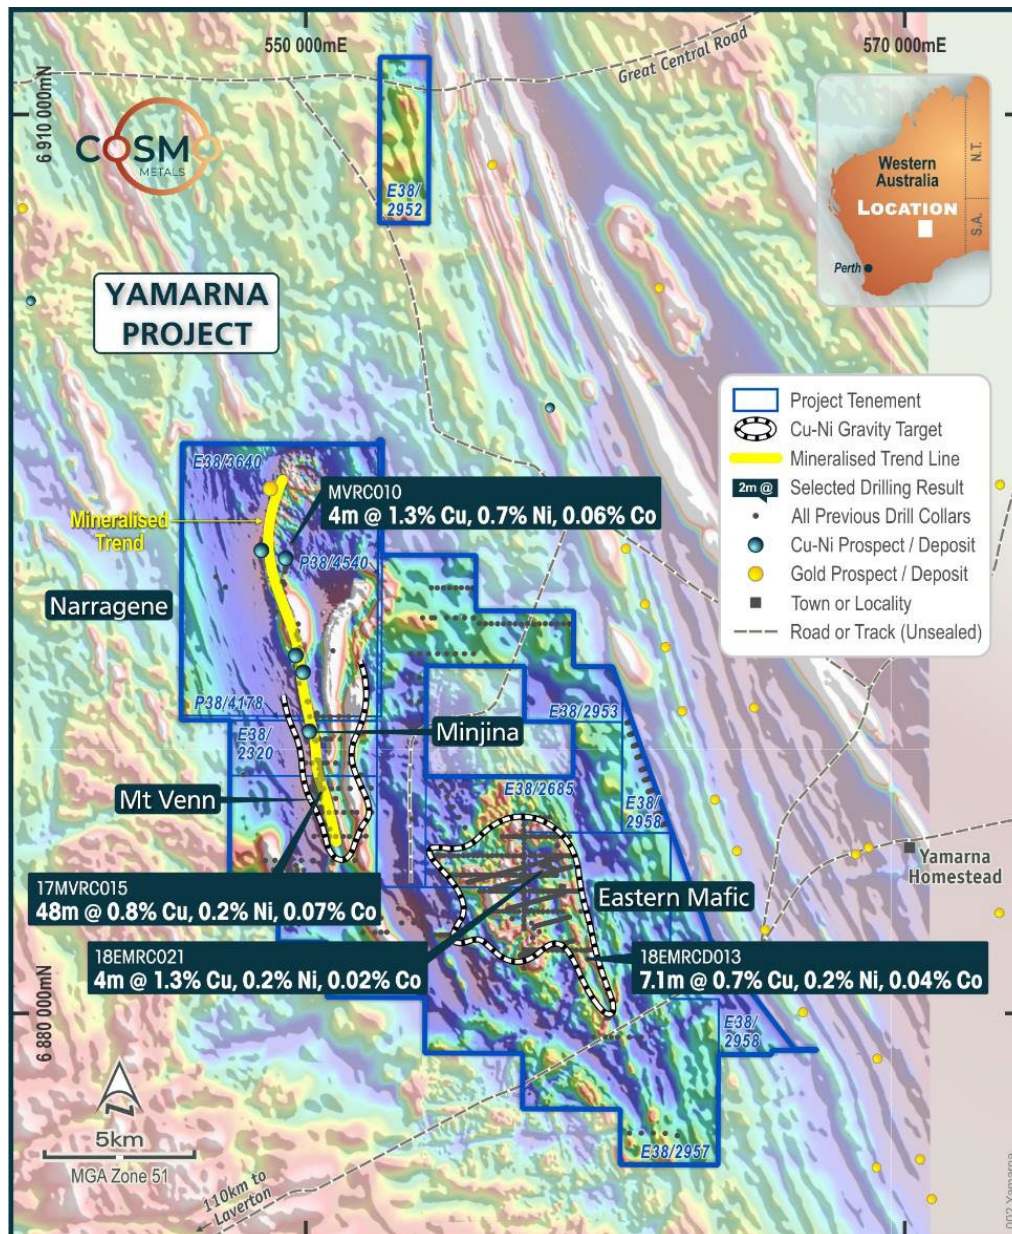 550 000mE
570 000mE
Great Central Road
6 910 000mN
COSMO
METALS
E38/
2952
Western
Australia
LOCATION
N.T.
S.A.
Perth
YAMARNA
PROJECT
Project Tenement
Cu-Ni Gravity Target
Mineralised Trend Line
2m @
Selected Drilling Result
All Previous Drill Collars
Cu-Ni Prospect / Deposit
Gold Prospect / Deposit
Town or Locality
Road or Track (Unsealed)
E38/3640
MVRC010
4m @ 1.3% Cu, 0.7% Ni, 0.06% Co
Mineralised
Trend
P38/4540
Narragene
P38/4178
E38/
2320
Minjina
E38/2953
E38/2685
E38/
2958
Mt Venn
Yamarna
Homestead
17MVRC015
48m @ 0.8% Cu, 0.2% Ni, 0.07% Co
Eastern Mafic
18EMRC021
4m @ 1.3% Cu, 0.2% Ni, 0.02% Co
18EMRCD013
7.1m @ 0.7% Cu, 0.2% Ni, 0.04% Co
6 880 000mN
E38/
2958
N
5km
MGA Zone 51
E38/2957
110km to
Laverton
002 Yamarna